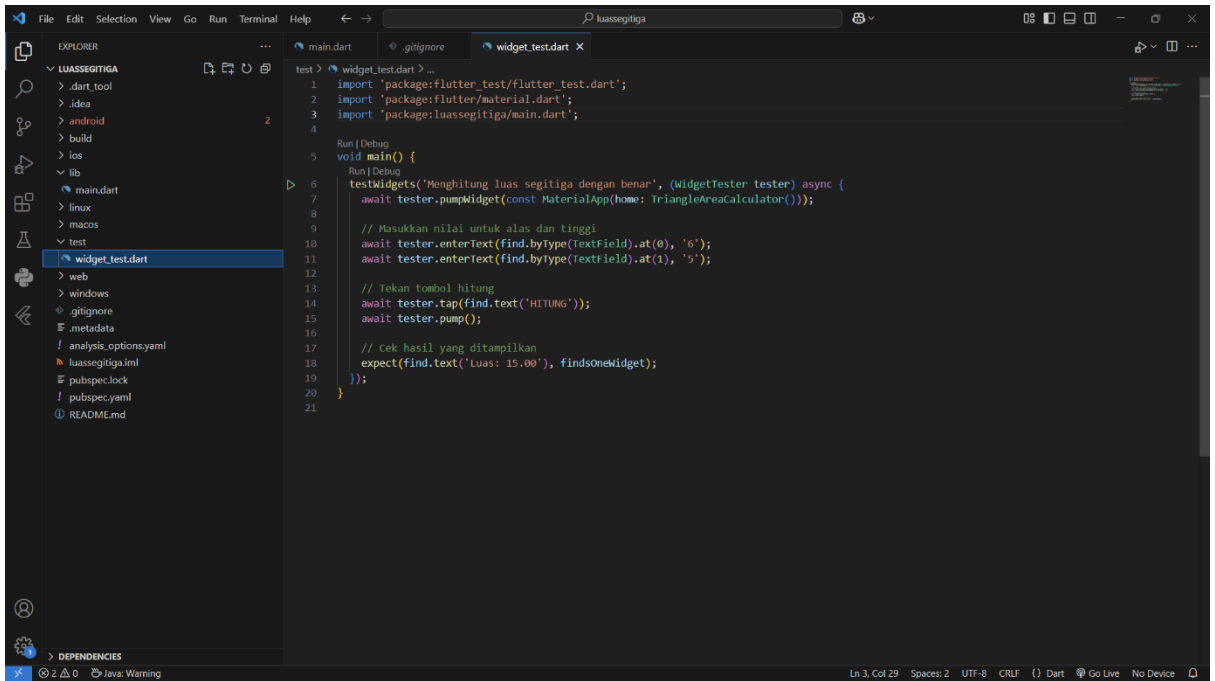 File Edit Selection View Go Run Terminal Help
luassegitiga
EXPLORER
LUASSEGITIGA
.dart_tool
.idea
android 2
build
ios
lib
main.dart
linux
macos
test
widget_test.dart
web
windows
.gitignore
.metadata
analysis_options.yaml
luassegitiga.iml
pubspec.lock
pubspec.yaml
README.md
DEPENDENCIES
main.dart .gitignore widget_test.dart
test > widget_test.dart > ...
1 import 'package:flutter_test/flutter_test.dart';
2 import 'package:flutter/material.dart';
3 import 'package:luassegitiga/main.dart';
4
Run | Debug
5 void main() {
Run | Debug
6 testWidgets('Menghitung luas segitiga dengan benar', (WidgetTester tester) async {
7 await tester.pumpWidget(const MaterialApp(home: TriangleAreaCalculator()));
8
9 // Masukkan nilai untuk alas dan tinggi
10 await tester.enterText(find.byType(TextField).at(0), '6');
11 await tester.enterText(find.byType(TextField).at(1), '5');
12
13 // Tekan tombol hitung
14 await tester.tap(find.text('HITUNG'));
15 await tester.pump();
16
17 // Cek hasil yang ditampilkan
18 expect(find.text('Luas: 15.00'), findsOneWidget);
19 });
20 }
21
1
2 0 Java: Warning
Ln 3, Col 29 Spaces: 2 UTF-8 CRLF {} Dart Go Live No Device